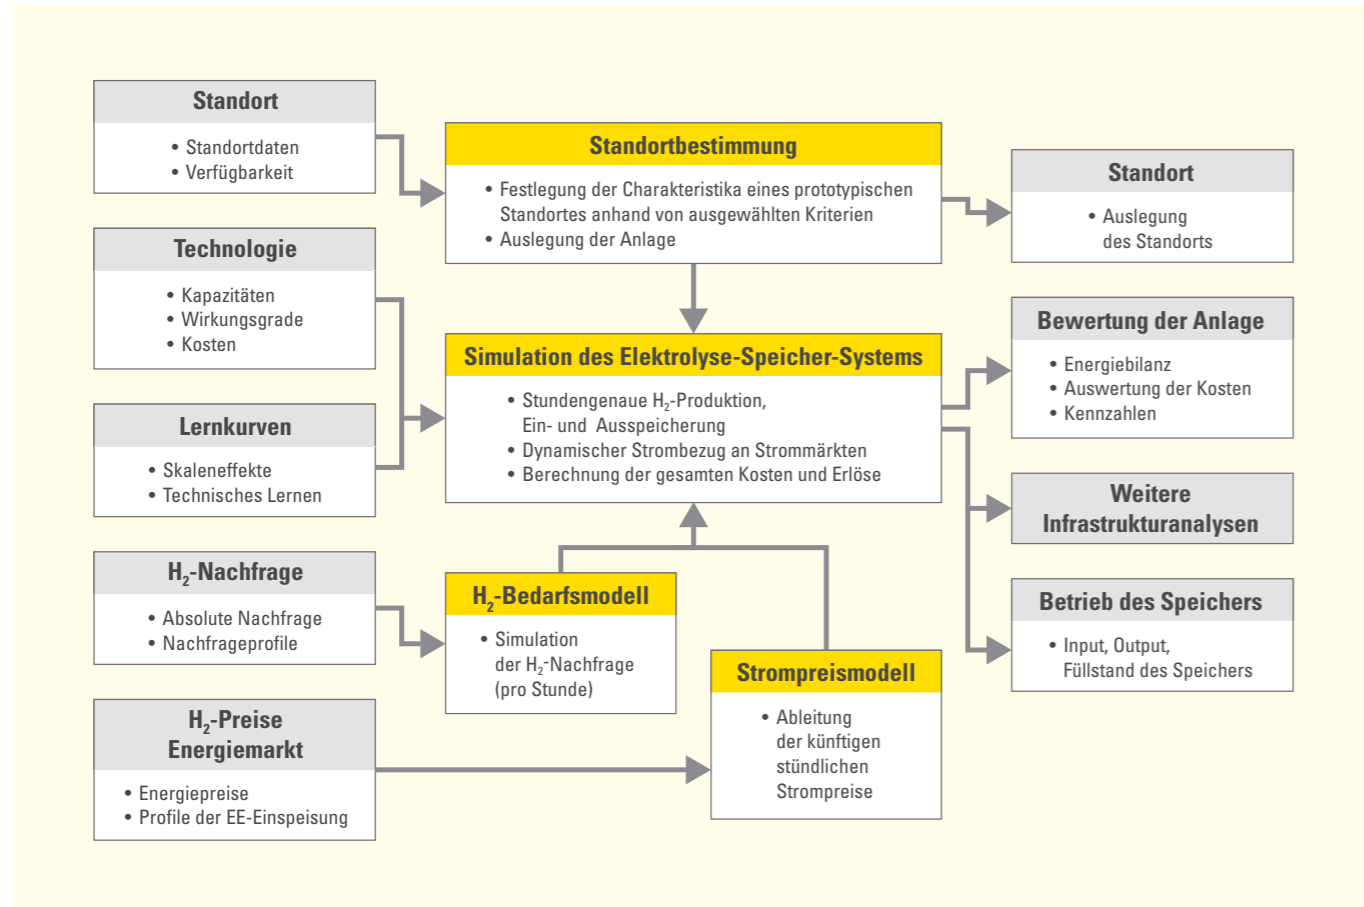 Standort
• Standortdaten
• Verfügbarkeit
Technologie
• Kapazitäten
• Wirkungsgrade
• Kosten
Lernkurven
• Skaleneffekte
• Technisches Lernen
H₂-Nachfrage
• Absolute Nachfrage
• Nachfrageprofile
H₂-Preise
Energiemarkt
• Energiepreise
• Profile der EE-Einspeisung
Standortbestimmung
• Festlegung der Charakteristika eines prototypischen
Standortes anhand von ausgewählten Kriterien
• Auslegung der Anlage
Simulation des Elektrolyse-Speicher-Systems
• Stundengenaue H₂-Produktion,
Ein- und Ausspeicherung
• Dynamischer Strombezug an Strommärkten
• Berechnung der gesamten Kosten und Erlöse
H₂-Bedarfsmodell
• Simulation
der H₂-Nachfrage
(pro Stunde)
Strompreismodell
• Ableitung
der künftigen
stündlichen
Strompreise
Standort
• Auslegung
des Standorts
Bewertung der Anlage
• Energiebilanz
• Auswertung der Kosten
• Kennzahlen
Weitere
Infrastrukturanalysen
Betrieb des Speichers
• Input, Output,
Füllstand des Speichers